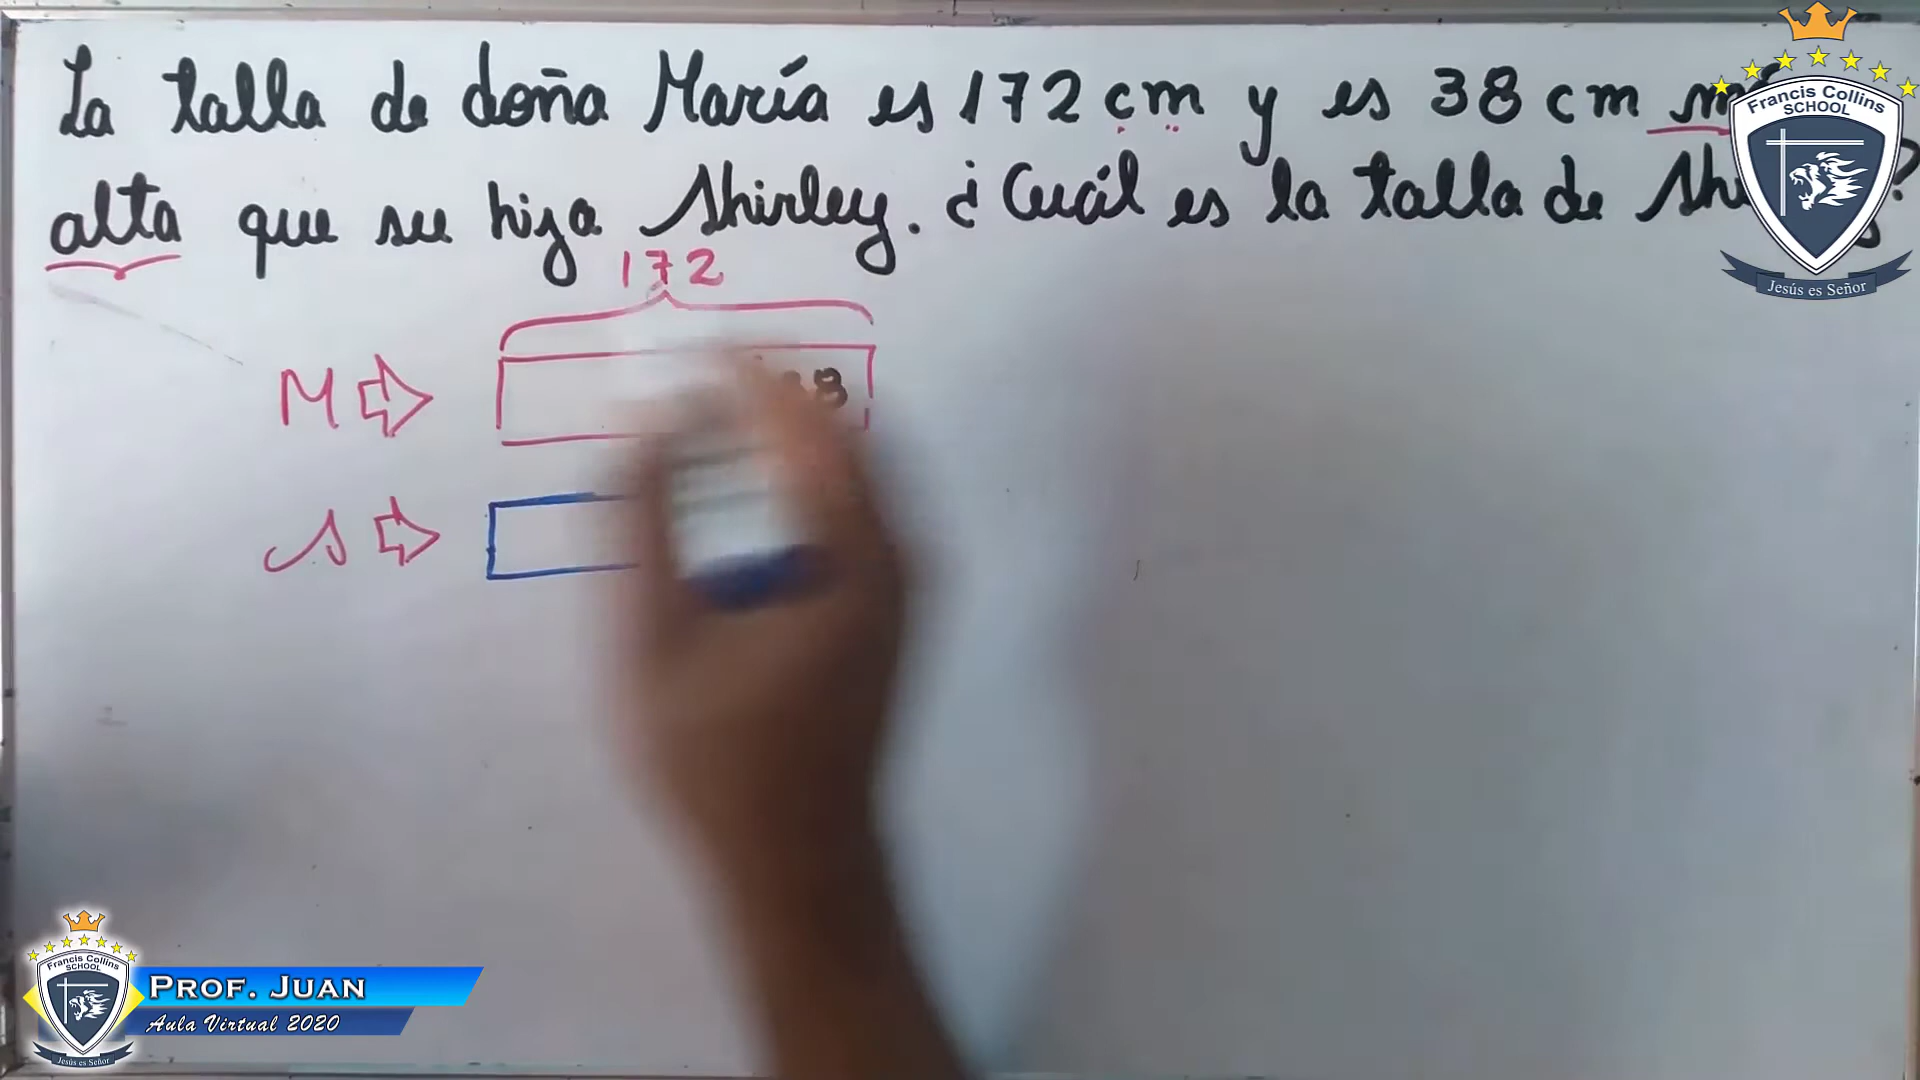 La talla de doña María es 172 cm y es 38 cm
alta que su hija Shirley. ¿Cuál es la talla de ?
172
M
38
S
Francis Collins
SCHOOL
Jesús es Señor
Francis Collins
SCHOOL
Jesús es Señor
PROF. JUAN
Aula Virtual 2020